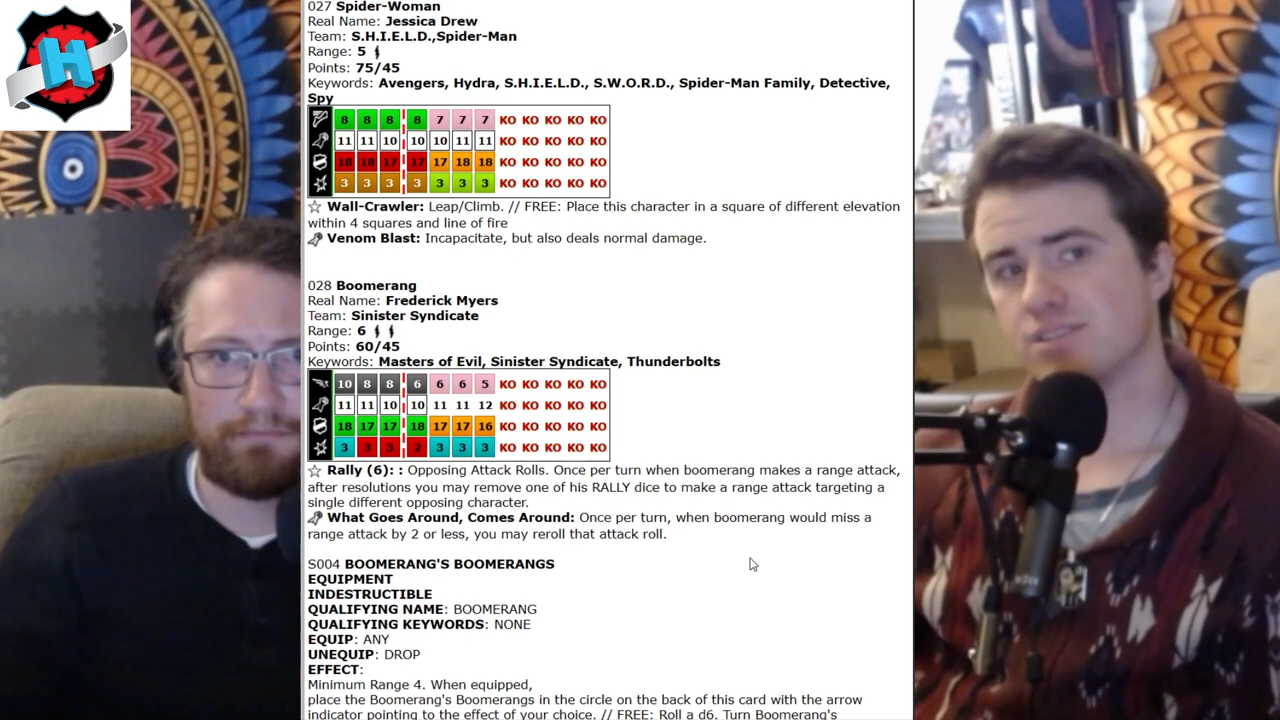 H
027 Spider-Woman
Real Name: Jessica Drew
Team: S.H.I.E.L.D.,Spider-Man
Range: 5
Points: 75/45
Keywords: Avengers, Hydra, S.H.I.E.L.D., S.W.O.R.D., Spider-Man Family, Detective,
Spy
8 8 8 8 7 7 7 KO KO KO KO KO
11 11 10 10 10 11 11 KO KO KO KO KO
18 18 17 17 17 18 18 KO KO KO KO KO
3 3 3 3 3 3 3 KO KO KO KO KO
Wall-Crawler: Leap/Climb. // FREE: Place this character in a square of different elevation
within 4 squares and line of fire
Venom Blast: Incapacitate, but also deals normal damage.
028 Boomerang
Real Name: Frederick Myers
Team: Sinister Syndicate
Range: 6
Points: 60/45
Keywords: Masters of Evil, Sinister Syndicate, Thunderbolts
10 8 8 6 6 6 5 KO KO KO KO KO
11 11 10 10 11 11 12 KO KO KO KO KO
18 17 17 18 17 17 16 KO KO KO KO KO
3 3 3 2 3 3 3 KO KO KO KO KO
Rally (6): : Opposing Attack Rolls. Once per turn when boomerang makes a range attack,
after resolutions you may remove one of his RALLY dice to make a range attack targeting a
single different opposing character.
What Goes Around, Comes Around: Once per turn, when boomerang would miss a
range attack by 2 or less, you may reroll that attack roll.
S004 BOOMERANG'S BOOMERANGS
EQUIPMENT
INDESTRUCTIBLE
QUALIFYING NAME: BOOMERANG
QUALIFYING KEYWORDS: NONE
EQUIP: ANY
UNEQUIP: DROP
EFFECT:
Minimum Range 4. When equipped,
place the Boomerang's Boomerangs in the circle on the back of this card with the arrow
indicator pointing to the effect of your choice. // FREE: Roll a d6. Turn Boomerang's